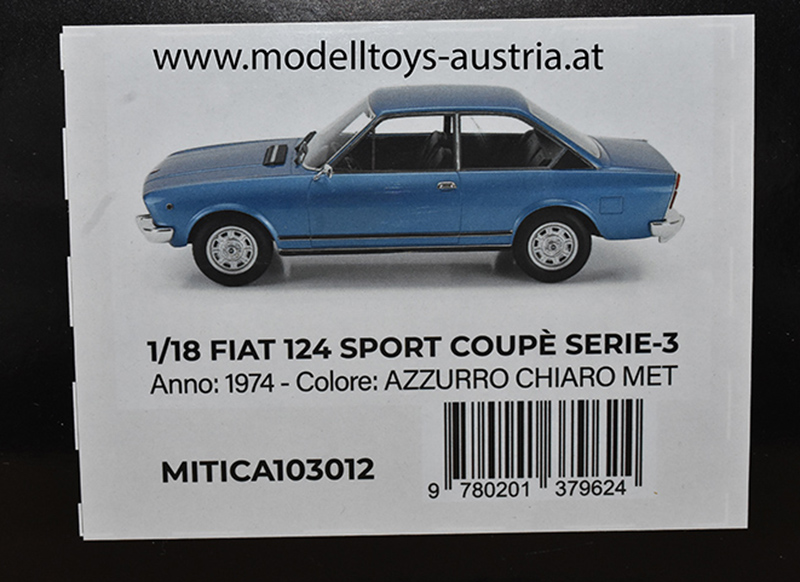 www.modelltoys-austria.at
1/18 FIAT 124 SPORT COUPÈ SERIE-3
Anno: 1974 - Colore: AZZURRO CHIARO MET
MITICA103012
9 780201 379624